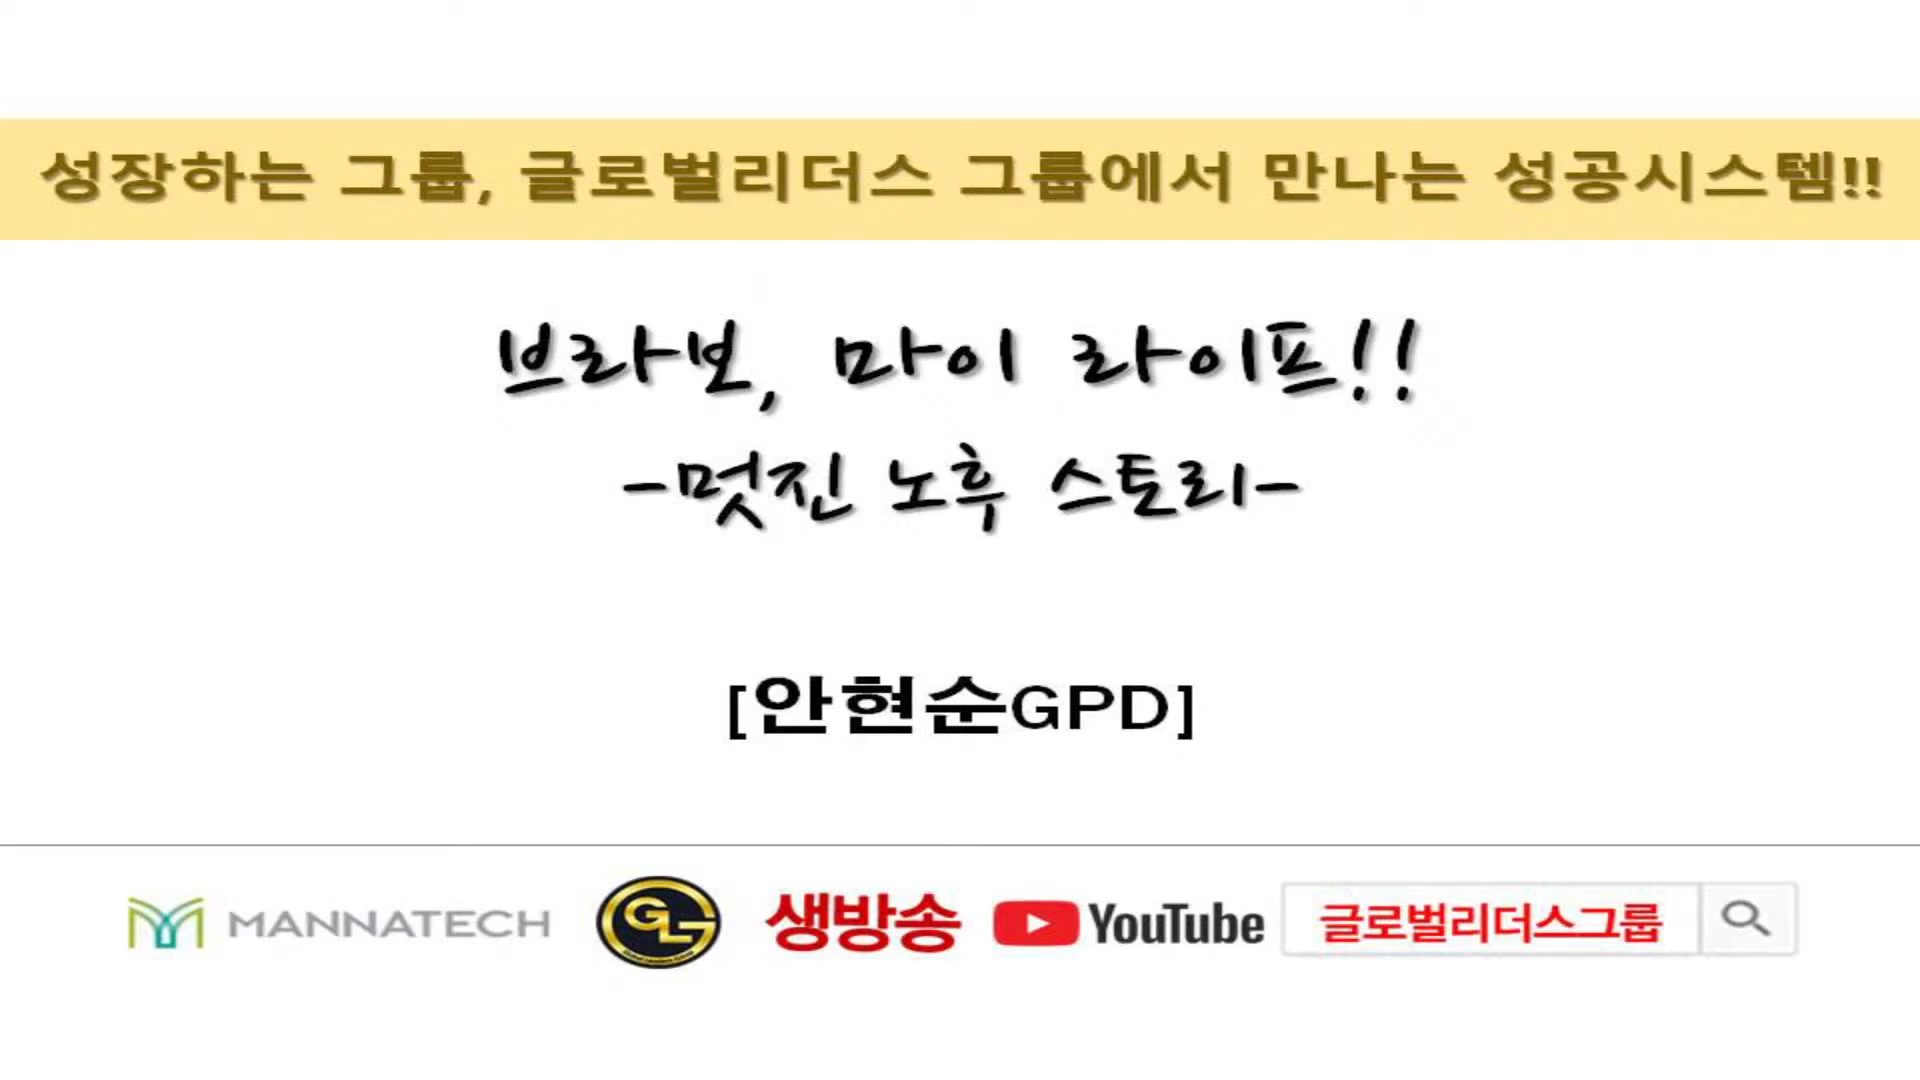 성장하는 그룹, 글로벌리더스 그룹에서 만나는 성공시스템!!
브라보, 마이 라이프!!
-멋진 노후 스토리-
[안현순GPD]
MANNATECH GLG 생방송 YouTube 글로벌리더스그룹